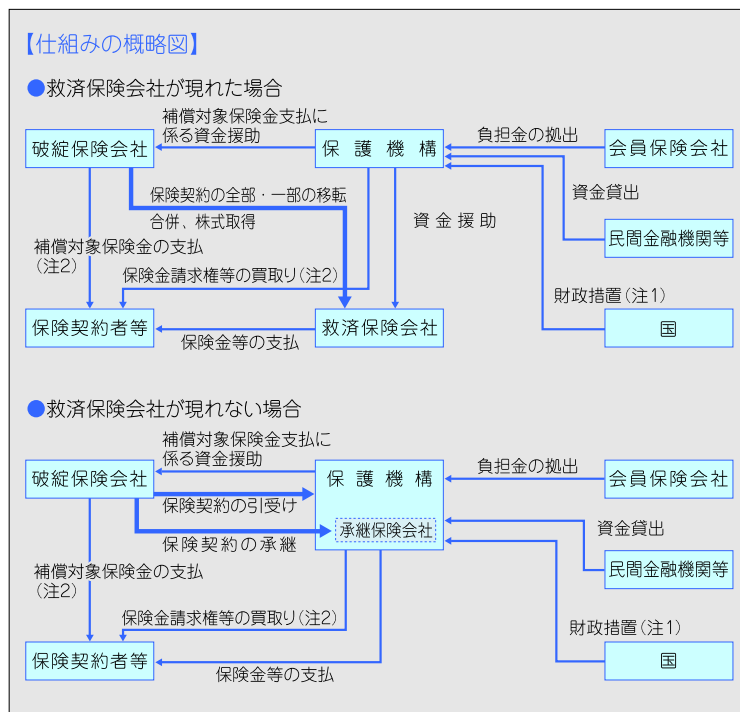 【仕組みの概略図】
●救済保険会社が現れた場合
補償対象保険金支払に
係る資金援助
負担金の拠出
破綻保険会社
保護機構
会員保険会社
保険契約の全部・一部の移転
合併、株式取得
資金援助
資金貸出
民間金融機関等
補償対象保険金の支払
(注2)
保険金請求権等の買取り(注2)
財政措置(注1)
保険契約者等
救済保険会社
国
保険金等の支払
●救済保険会社が現れない場合
補償対象保険金支払に
係る資金援助
負担金の拠出
破綻保険会社
保護機構
会員保険会社
保険契約の引受け
承継保険会社
保険契約の承継
資金貸出
民間金融機関等
補償対象保険金の支払
(注2)
保険金請求権等の買取り(注2)
財政措置(注1)
保険契約者等
国
保険金等の支払